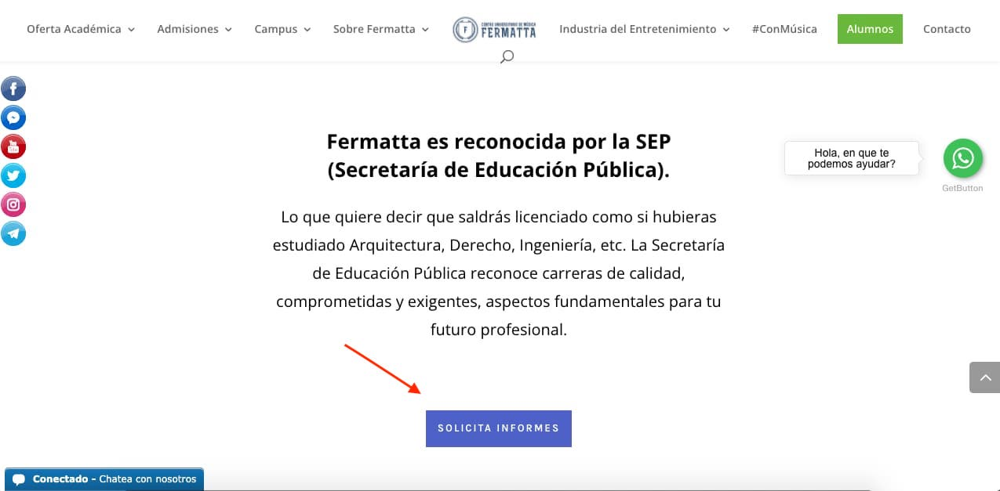 Oferta Académica
Admisiones
Campus
Sobre Fermatta
CENTRO UNIVERSITARIO DE MÚSICA
FERMATTA
Industria del Entretenimiento
#ConMúsica
Alumnos
Contacto
Fermatta es reconocida por la SEP
(Secretaría de Educación Pública).
Hola, en que te
podemos ayudar?
GetButton
Lo que quiere decir que saldrás licenciado como si hubieras
estudiado Arquitectura, Derecho, Ingeniería, etc. La Secretaría
de Educación Pública reconoce carreras de calidad,
comprometidas y exigentes, aspectos fundamentales para tu
futuro profesional.
SOLICITA INFORMES
Conectado - Chatea con nosotros